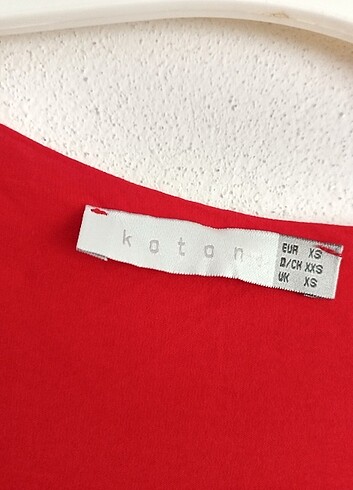 koton
EUR XS
D/CH XXS
UK XS